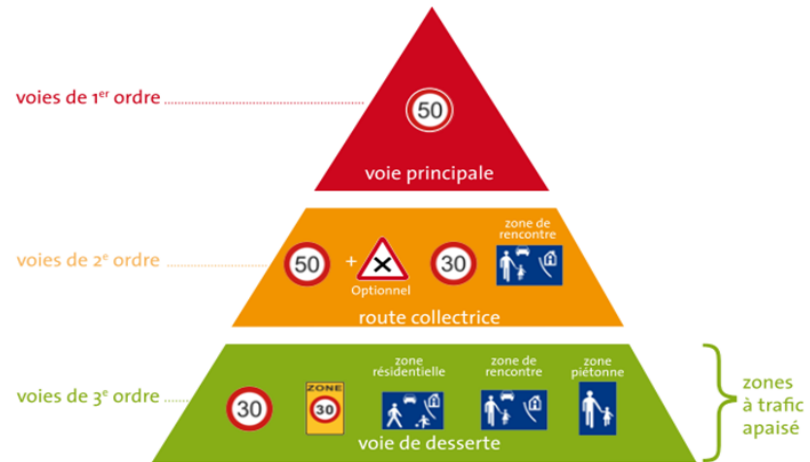 voies de 1er ordre
50
voie principale
voies de 2e ordre
50
+
Optionnel
30
zone de
rencontre
route collectrice
voies de 3e ordre
30
ZONE
30
zone
résidentielle
zone de
rencontre
zone
piétonne
voie de desserte
zones
à trafic
apaisé